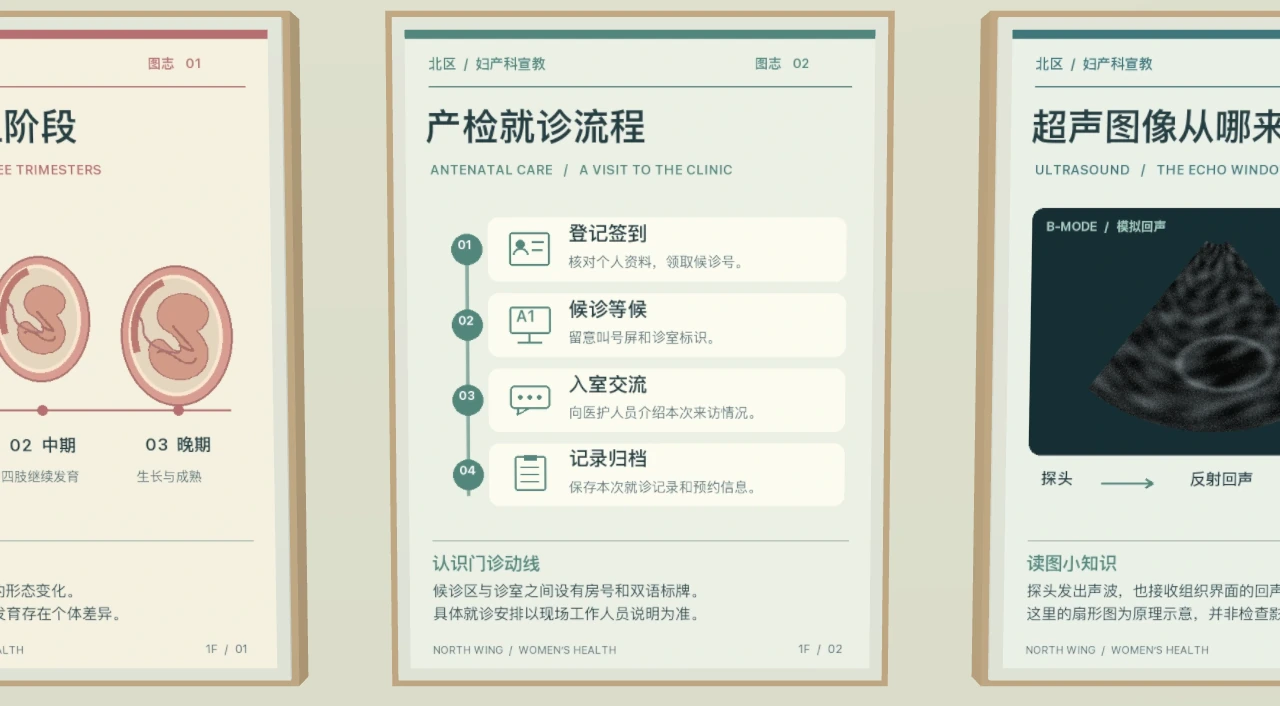 图志 01
阶段
EE TRIMESTERS
02 中期
03 晚期
四肢继续发育
生长与成熟
的形态变化。
发育存在个体差异。
ALTH
1F / 01
北区 / 妇产科宣教
图志 02
产检就诊流程
ANTENATAL CARE / A VISIT TO THE CLINIC
01
登记签到
核对个人资料，领取候诊号。
02
A1
候诊等候
留意叫号屏和诊室标识。
03
入室交流
向医护人员介绍本次来访情况。
04
记录归档
保存本次就诊记录和预约信息。
认识门诊动线
候诊区与诊室之间设有房号和双语标牌。
具体就诊安排以现场工作人员说明为准。
NORTH WING / WOMEN'S HEALTH
1F / 02
北区 / 妇产科宣教
超声图像从哪来
ULTRASOUND / THE ECHO WINDO
B-MODE / 模拟回声
探头
反射回声
读图小知识
探头发出声波，也接收组织界面的回声
这里的扇形图为原理示意，并非检查影
NORTH WING / WOMEN'S HEALTH